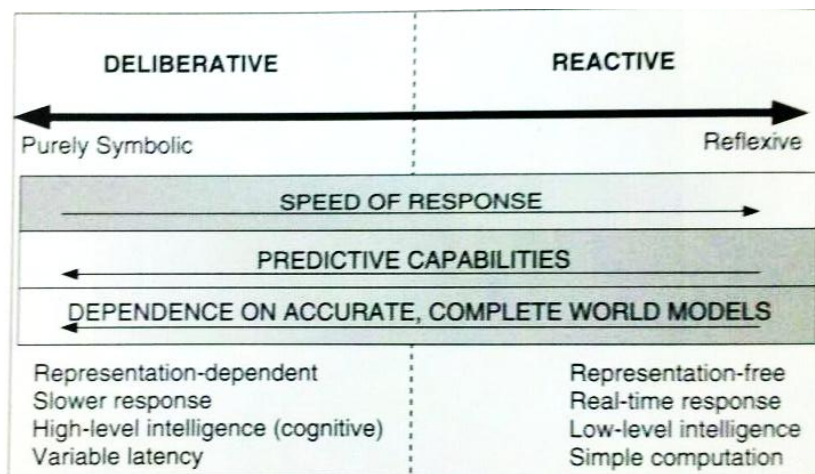 DELIBERATIVE REACTIVE
Purely Symbolic Reflexive
SPEED OF RESPONSE
PREDICTIVE CAPABILITIES
DEPENDENCE ON ACCURATE, COMPLETE WORLD MODELS
Representation-dependent Representation-free
Slower response Real-time response
High-level intelligence (cognitive) Low-level intelligence
Variable latency Simple computation